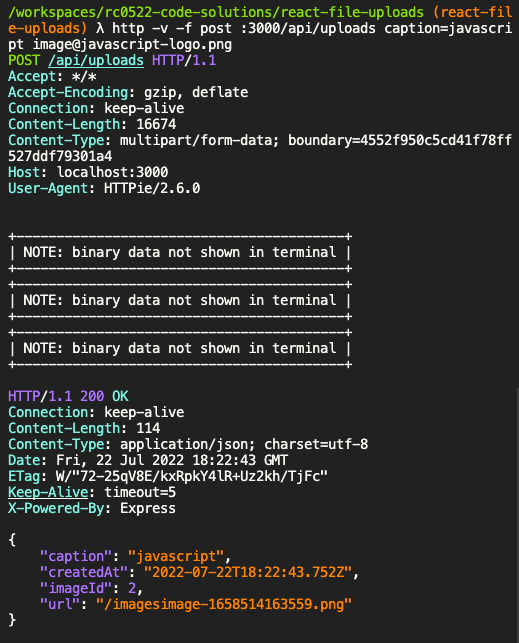 /workspaces/rc0522-code-solutions/react-file-uploads (react-fil
e-uploads) λ http -v -f post :3000/api/uploads caption=javascri
pt image@javascript-logo.png
POST /api/uploads HTTP/1.1
Accept: */*
Accept-Encoding: gzip, deflate
Connection: keep-alive
Content-Length: 16674
Content-Type: multipart/form-data; boundary=4552f950c5cd41f78ff
527ddf79301a4
Host: localhost:3000
User-Agent: HTTPie/2.6.0
+-----------------------------------------+
| NOTE: binary data not shown in terminal |
+-----------------------------------------+
+-----------------------------------------+
| NOTE: binary data not shown in terminal |
+-----------------------------------------+
+-----------------------------------------+
| NOTE: binary data not shown in terminal |
+-----------------------------------------+
HTTP/1.1 200 OK
Connection: keep-alive
Content-Length: 114
Content-Type: application/json; charset=utf-8
Date: Fri, 22 Jul 2022 18:22:43 GMT
ETag: W/"72-25qV8E/kxRpkY4lR+Uz2kh/TjFc"
Keep-Alive: timeout=5
X-Powered-By: Express
{
    "caption": "javascript",
    "createdAt": "2022-07-22T18:22:43.752Z",
    "imageId": 2,
    "url": "/imagesimage-1658514163559.png"
}